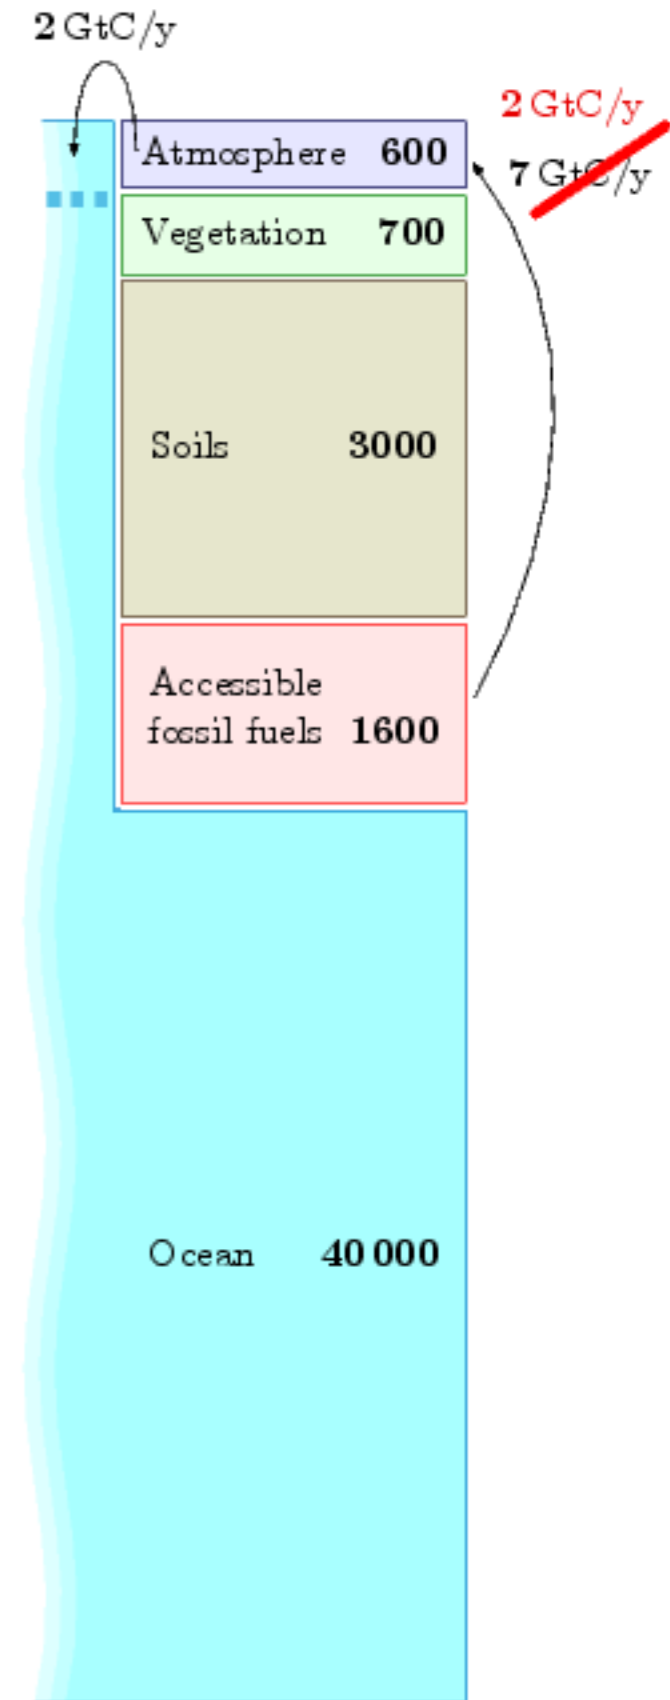 2 GtC/y
2 GtC/y
7 GtC/y
Atmosphere 600
Vegetation 700
Soils 3000
Accessible
fossil fuels 1600
Ocean 40 000